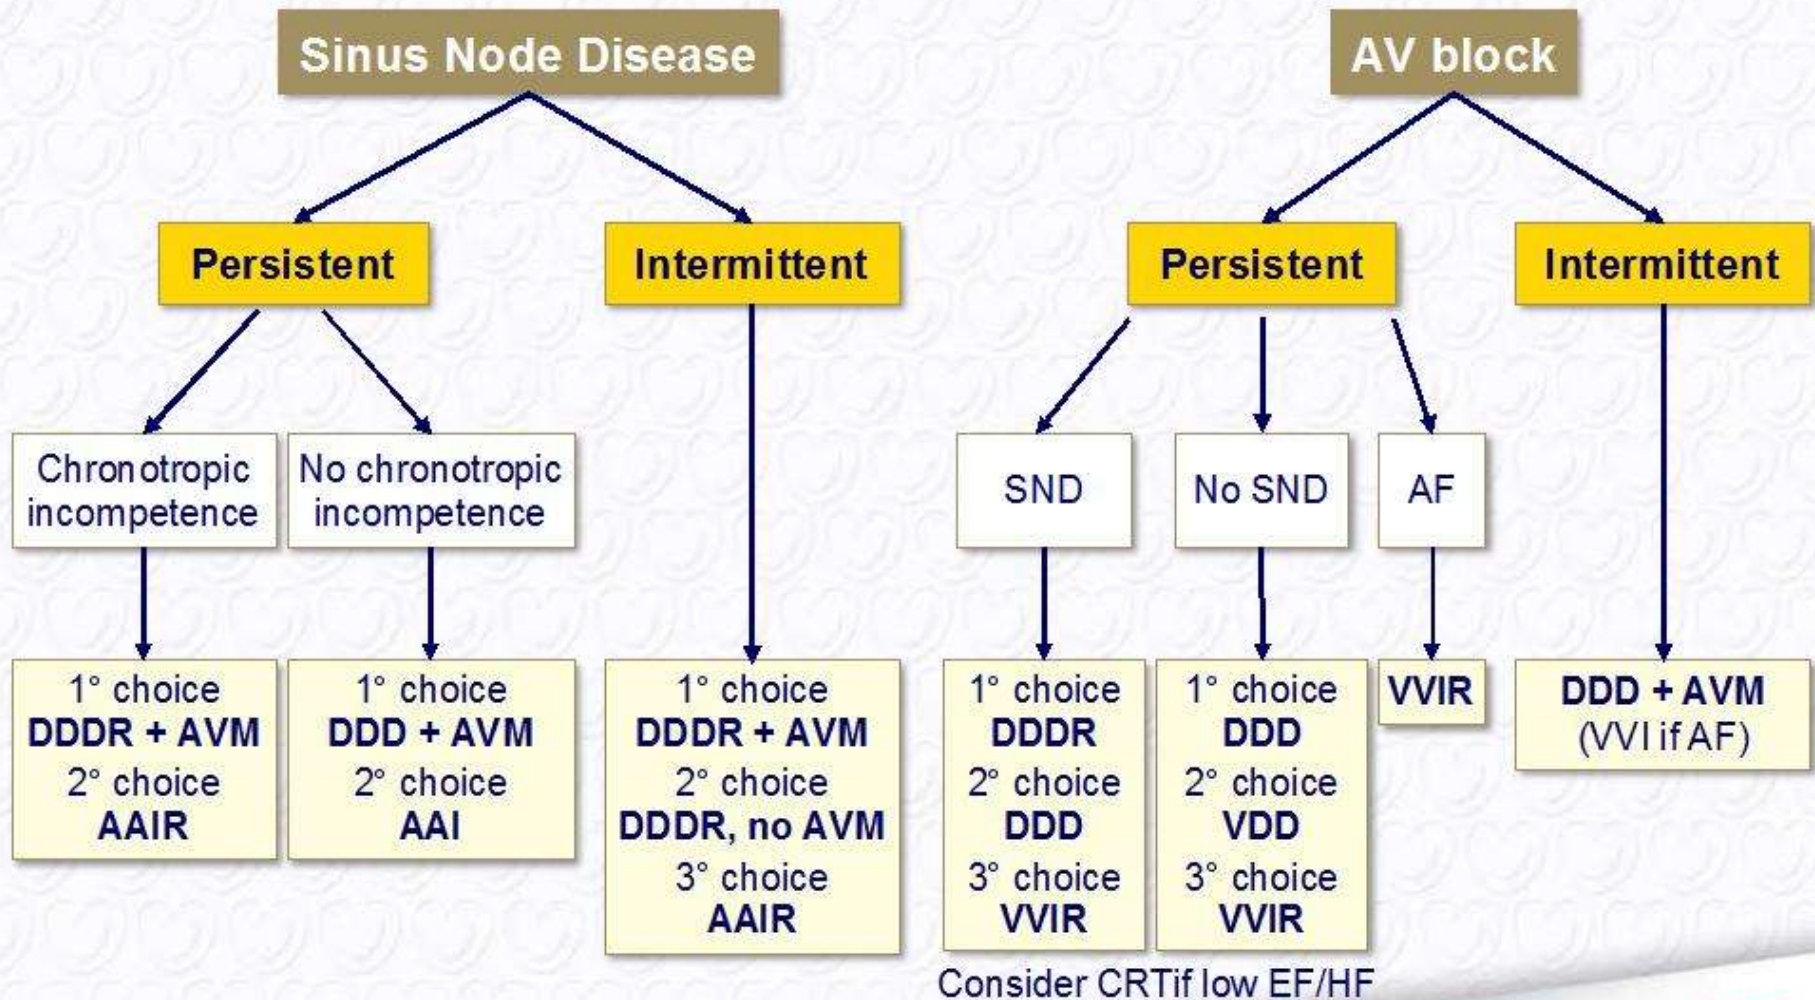 Sinus Node Disease
AV block
Persistent
Intermittent
Persistent
Intermittent
Chronotropic
incompetence
No chronotropic
incompetence
SND
No SND
AF
1° choice
DDDR + AVM
2° choice
AAIR
1° choice
DDD + AVM
2° choice
AAI
1° choice
DDDR + AVM
2° choice
DDDR, no AVM
3° choice
AAIR
1° choice
DDDR
2° choice
DDD
3° choice
VVIR
1° choice
DDD
2° choice
VDD
3° choice
VVIR
VVIR
DDD + AVM
(VVI if AF)
Consider CRTif low EF/HF